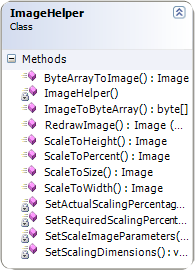 ImageHelper
Class
Methods
ByteArrayToImage() : Image
ImageHelper()
ImageToByteArray() : byte[]
RedrawImage() : Image (...
ScaleToHeight() : Image
ScaleToPercent() : Image
ScaleToSize() : Image
ScaleToWidth() : Image
SetActualScalingPercentag...
SetRequiredScalingPercent...
SetScaleImageParameters(...
SetScalingDimensions() : v...